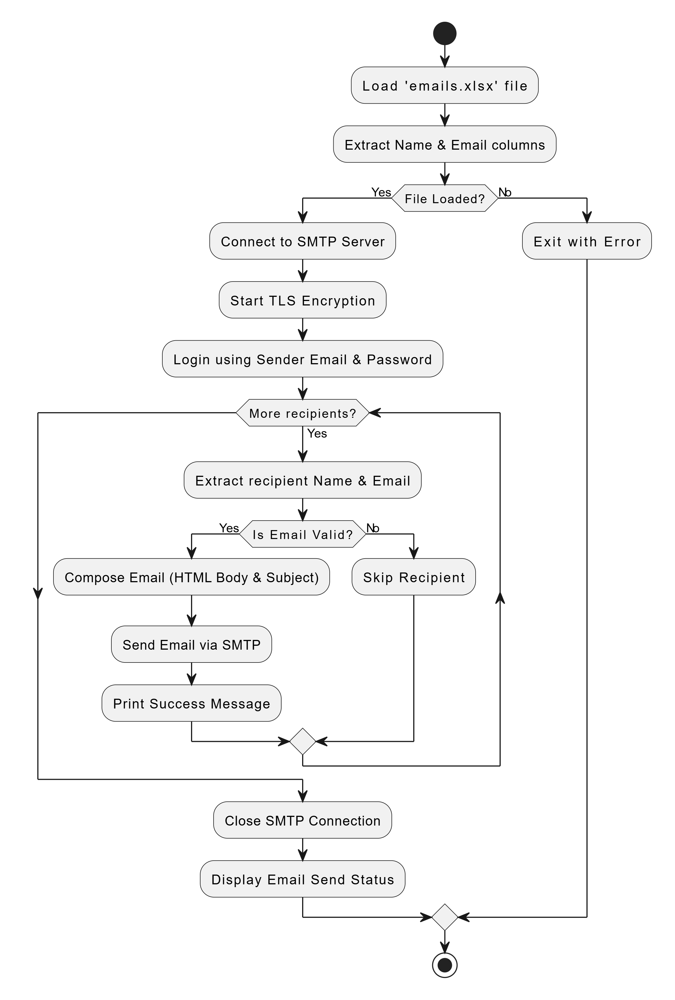 Load 'emails.xlsx' file
Extract Name & Email columns
Yes
File Loaded?
No
Connect to SMTP Server
Exit with Error
Start TLS Encryption
Login using Sender Email & Password
More recipients?
Yes
Extract recipient Name & Email
Yes
Is Email Valid?
No
Compose Email (HTML Body & Subject)
Skip Recipient
Send Email via SMTP
Print Success Message
Close SMTP Connection
Display Email Send Status